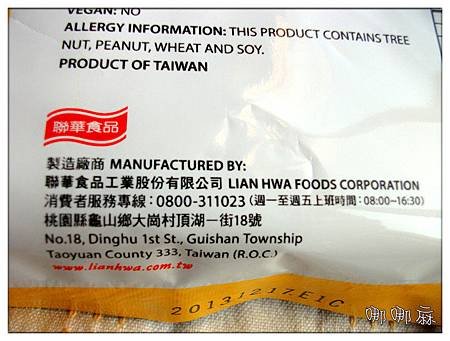 VEGAN: NO
ALLERGY INFORMATION: THIS PRODUCT CONTAINS TREE
NUT, PEANUT, WHEAT AND SOY.
PRODUCT OF TAIWAN
聯華食品
製造廠商 MANUFACTURED BY:
聯華食品工業股份有限公司 LIAN HWA FOODS CORPORATION
消費者服務專線：0800-311023 (週一至週五上班時間：08:00~16:30)
桃園縣龜山鄉大崗村頂湖一街18號
No.18, Dinghu 1st St., Guishan Township
Taoyuan County 333, Taiwan (R.O.C.)
www.lianhwa.com.tw
20131217E1C
娜娜麻